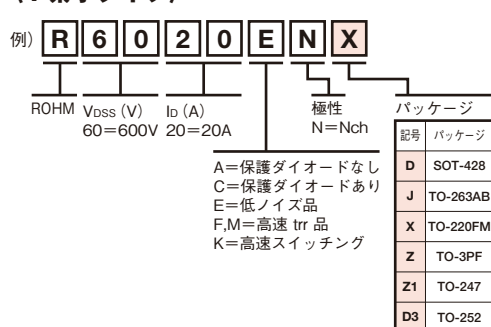 例) R 6 0 2 0 E N X
ROHM
VDSS (V)
60=600V
ID (A)
20=20A
極性
N=Nch
A=保護ダイオードなし
C=保護ダイオードあり
E=低ノイズ品
F,M=高速 trr 品
K=高速スイッチング
パッケージ
記号 パッケージ
D SOT-428
J TO-263AB
X TO-220FM
Z TO-3PF
Z1 TO-247
D3 TO-252